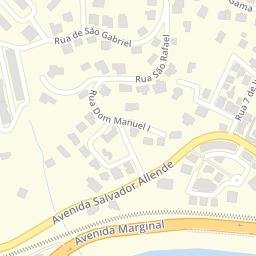 Gama
Rua de São Gabriel
Rua São Rafael
Rua Dom Manuel I
Rua 7 de
Avenida Salvador Allende
Avenida Marginal